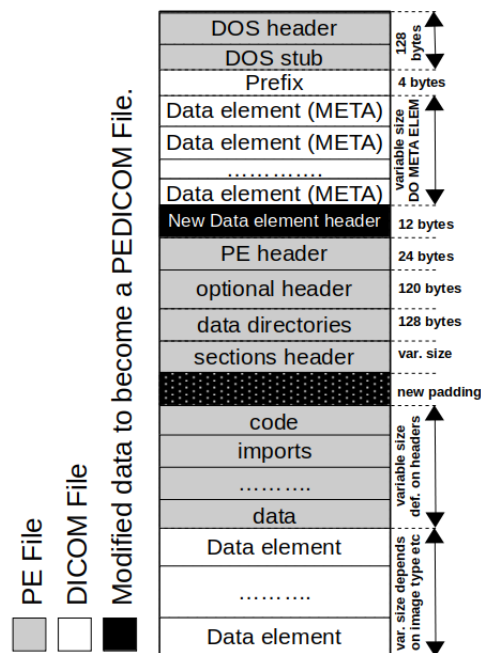 DOS header
DOS stub
128
bytes
Prefix
4 bytes
Data element (META)
Data element (META)
………….
Data element (META)
variable size
DO META ELEM
New Data element header
12 bytes
PE header
24 bytes
optional header
120 bytes
data directories
128 bytes
sections header
var. size
new padding
code
imports
……….
data
variable size
def. on headers
Data element
……….
Data element
var. size depends
on image type etc
PE File
DICOM File
Modified data to become a PEDICOM File.